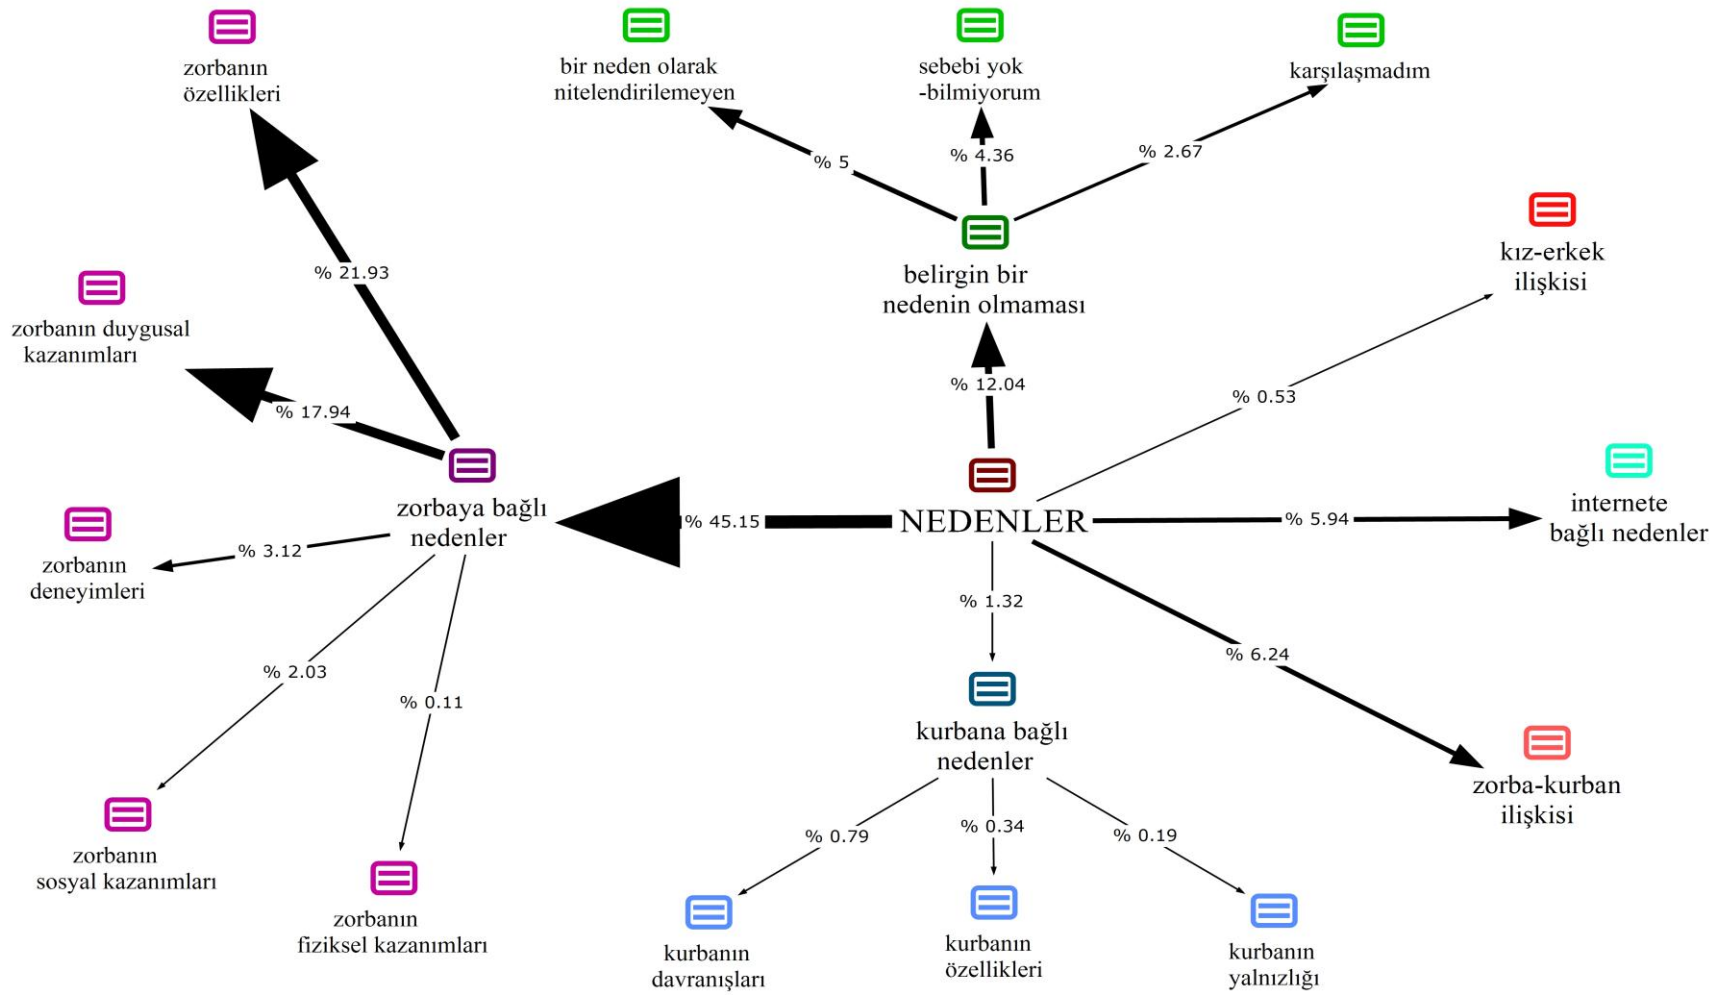 zorbanın
özellikleri
bir neden olarak
nitelendirilemeyen
sebebi yok
-bilmiyorum
karşılaşmadım
% 5
% 4.36
% 2.67
kız-erkek
ilişkisi
% 21.93
belirgin bir
nedenin olmaması
zorbanın duygusal
kazanımları
% 17.94
% 12.04
% 0.53
zorbaya bağlı
nedenler
% 45.15
NEDENLER
% 5.94
internete
bağlı nedenler
% 3.12
zorbanın
deneyimleri
% 1.32
% 6.24
% 2.03
% 0.11
kurbana bağlı
nedenler
zorba-kurban
ilişkisi
% 0.79
% 0.34
% 0.19
zorbanın
sosyal kazanımları
zorbanın
fiziksel kazanımları
kurbanın
davranışları
kurbanın
özellikleri
kurbanın
yalnızlığı